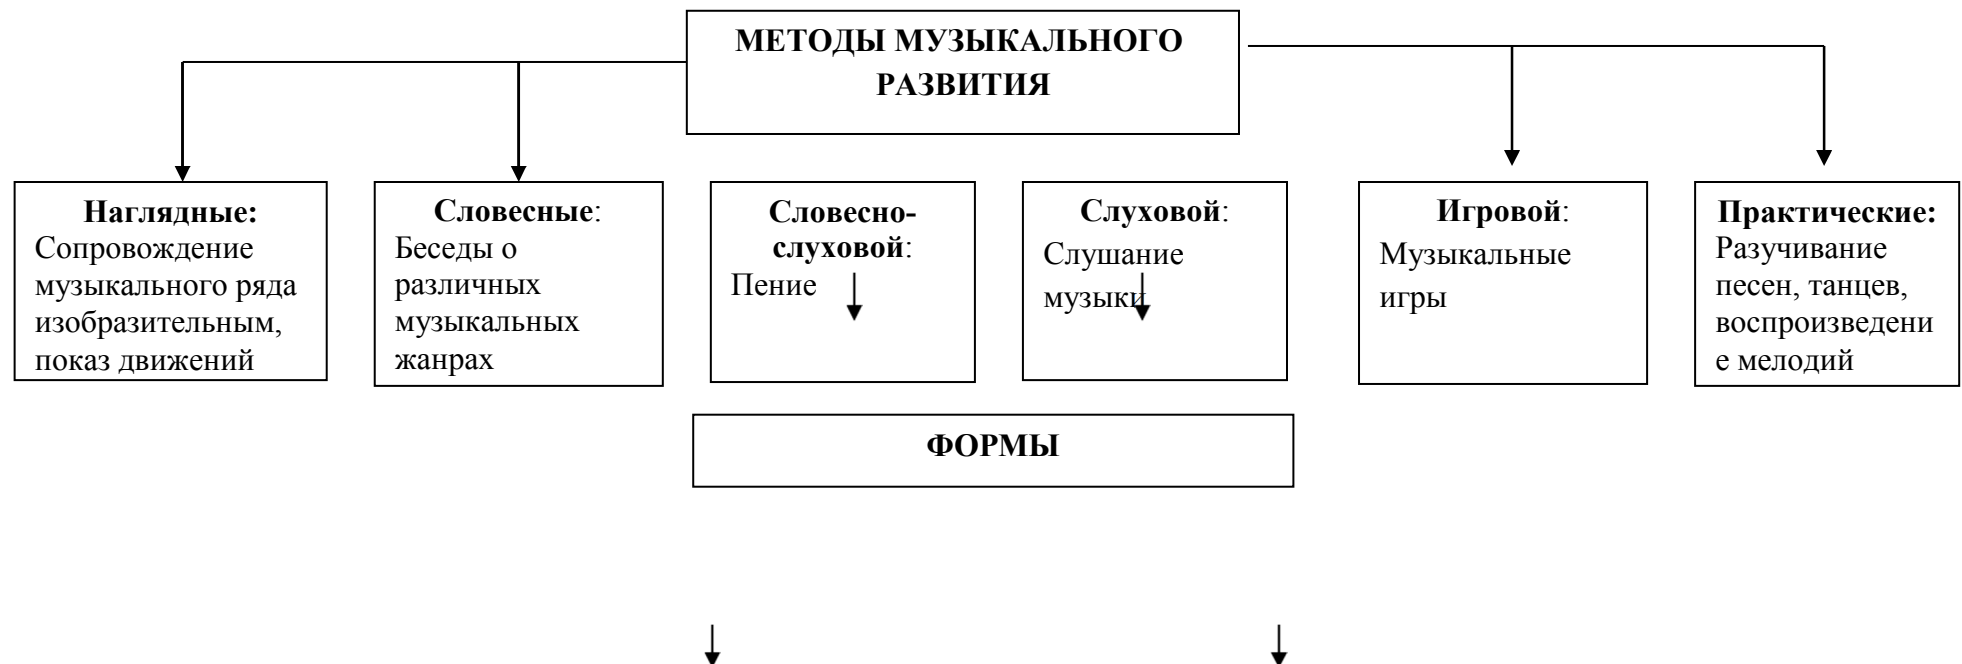 МЕТОДЫ МУЗЫКАЛЬНОГО
РАЗВИТИЯ
Наглядные:
Сопровождение
музыкального ряда
изобразительным,
показ движений
Словесные:
Беседы о
различных
музыкальных
жанрах
Словесно-
слуховой:
Пение
Слуховой:
Слушание
музыки
Игровой:
Музыкальные
игры
Практические:
Разучивание
песен, танцев,
воспроизведени
е мелодий
ФОРМЫ